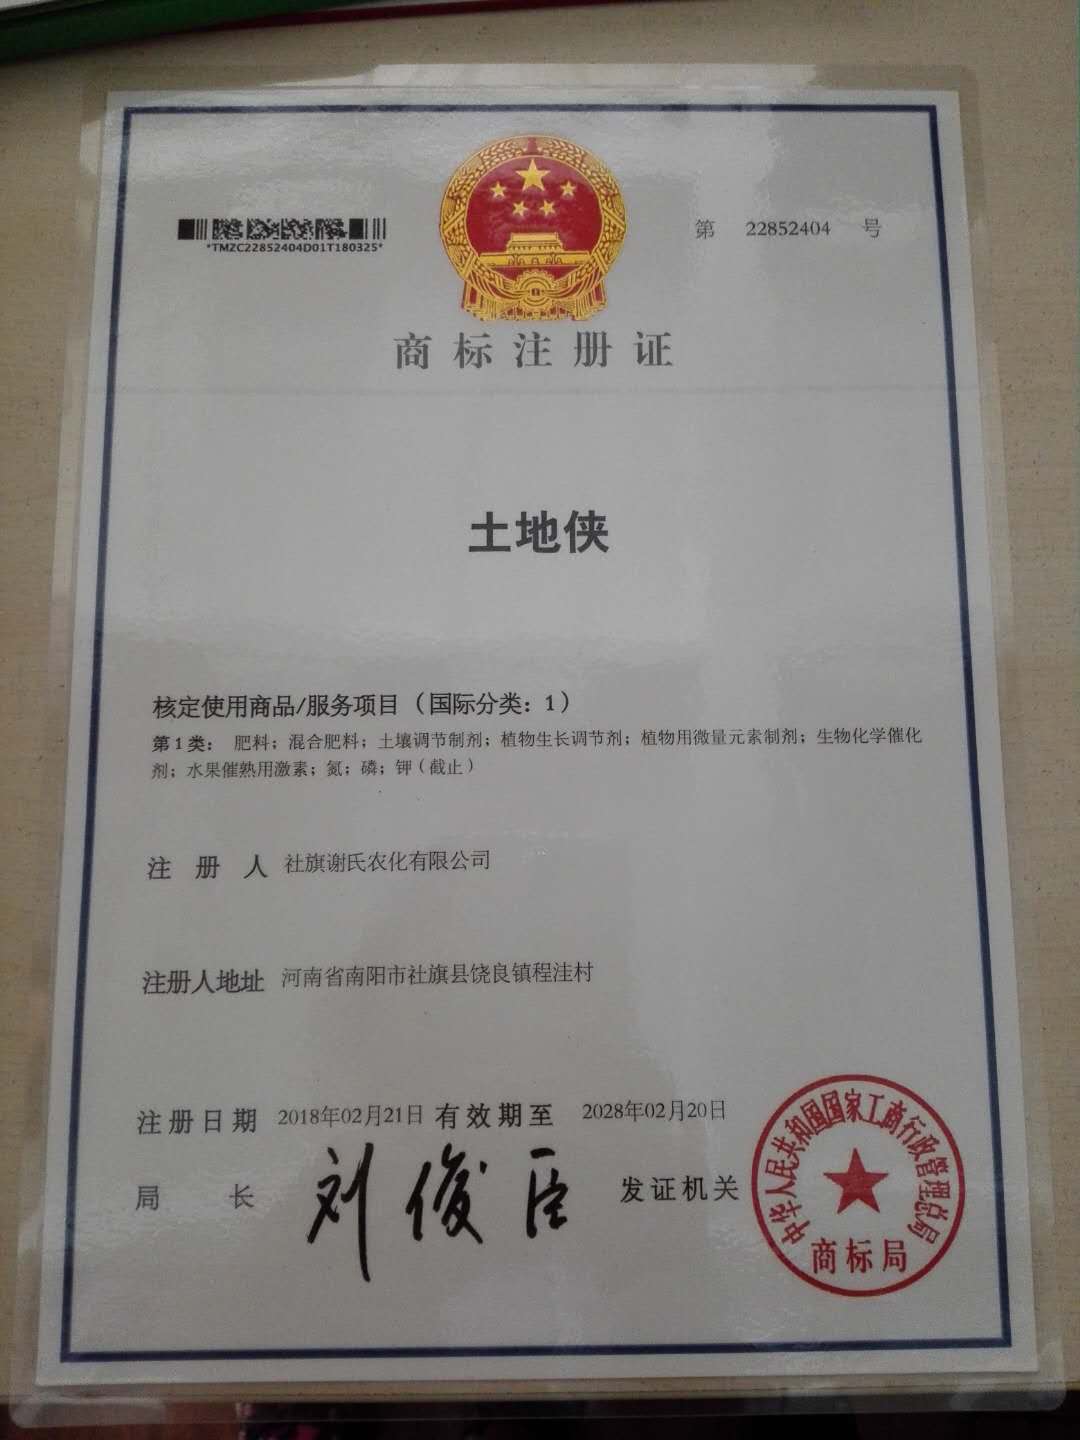 第 22852404 号
*TMZC22852404D01T180325*
商标注册证
土地侠
核定使用商品/服务项目（国际分类：1）
第1类： 肥料；混合肥料；土壤调节制剂；植物生长调节剂；植物用微量元素制剂；生物化学催化
剂；水果催熟用激素；氮；磷；钾（截止）
注 册 人 社旗谢氏农化有限公司
注册人地址 河南省南阳市社旗县饶良镇程洼村
注册日期 2018年02月21日 有效期至 2028年02月20日
局 长 刘俊臣 发证机关
中华人民共和国国家工商行政管理总局
商标局